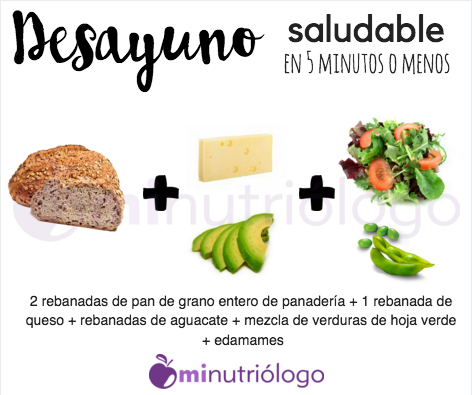 Desayuno saludable
EN 5 MINUTOS O MENOS
minutriólogo
2 rebanadas de pan de grano entero de panadería + 1 rebanada de
queso + rebanadas de aguacate + mezcla de verduras de hoja verde
+ edamames
minutriólogo